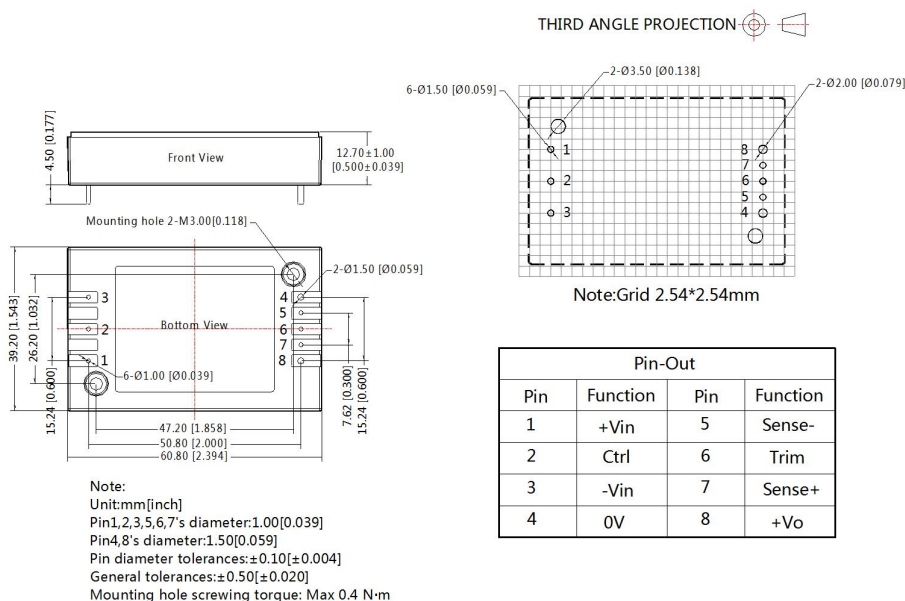 THIRD ANGLE PROJECTION
4.50 [0.177]
Front View
12.70±1.00
[0.500±0.039]
6-Ø1.50 [Ø0.059]
2-Ø3.50 [Ø0.138]
2-Ø2.00 [Ø0.079]
1
2
3
8
7
6
5
4
Note:Grid 2.54*2.54mm
Mounting hole 2-M3.00[0.118]
2-Ø1.50 [Ø0.059]
39.20 [1.543]
26.20 [1.032]
15.24 [0.600]
3
2
1
Bottom View
4
5
6
7
8
6-Ø1.00 [Ø0.039]
7.62 [0.300]
15.24 [0.600]
47.20 [1.858]
50.80 [2.000]
60.80 [2.394]
Note:
Unit:mm[inch]
Pin1,2,3,5,6,7's diameter:1.00[0.039]
Pin4,8's diameter:1.50[0.059]
Pin diameter tolerances:±0.10[±0.004]
General tolerances:±0.50[±0.020]
Mounting hole screwing torque: Max 0.4 N·m
Pin-Out
Pin Function Pin Function
1 +Vin 5 Sense-
2 Ctrl 6 Trim
3 -Vin 7 Sense+
4 0V 8 +Vo